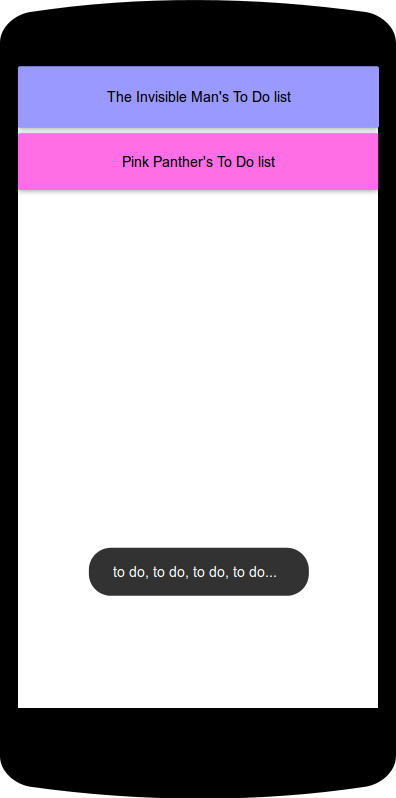 The Invisible Man's To Do list
Pink Panther's To Do list
to do, to do, to do, to do...